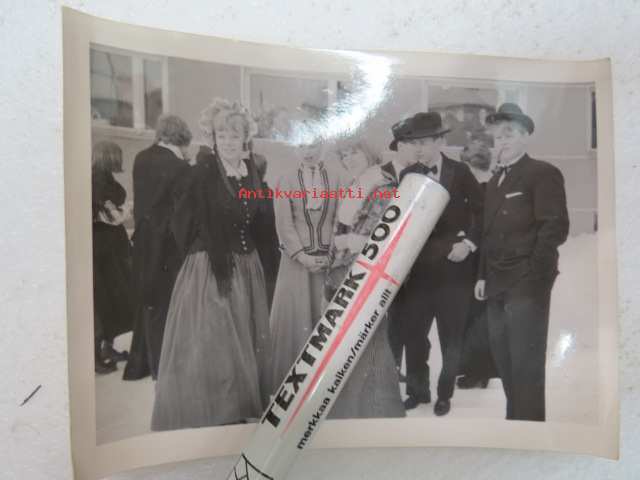 Antikvariaatti.net
TEXTMARK 500
merkkaa kaiken/märker allt